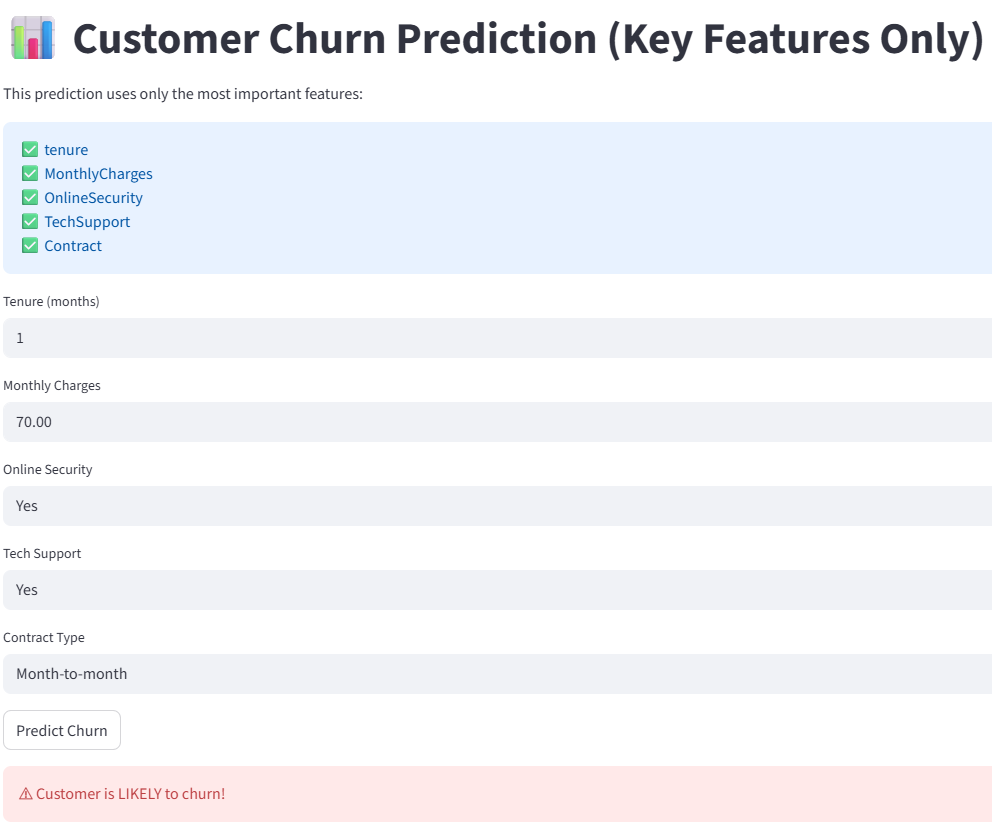 📊 Customer Churn Prediction (Key Features Only)
This prediction uses only the most important features:
✅ tenure
✅ MonthlyCharges
✅ OnlineSecurity
✅ TechSupport
✅ Contract
Tenure (months)
1
Monthly Charges
70.00
Online Security
Yes
Tech Support
Yes
Contract Type
Month-to-month
Predict Churn
⚠ Customer is LIKELY to churn!